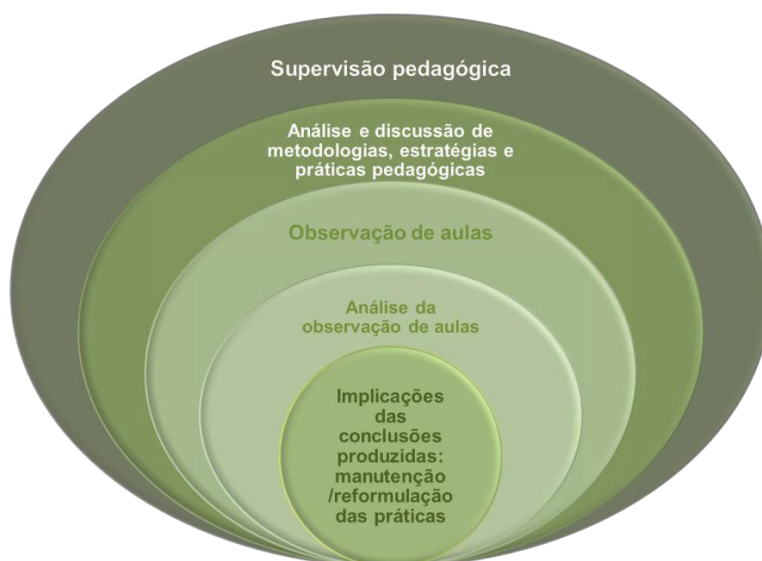 Supervisão pedagógica
Análise e discussão de
metodologias, estratégias e
práticas pedagógicas
Observação de aulas
Análise da
observação de aulas
Implicações
das
conclusões
produzidas:
manutenção
/reformulação
das práticas